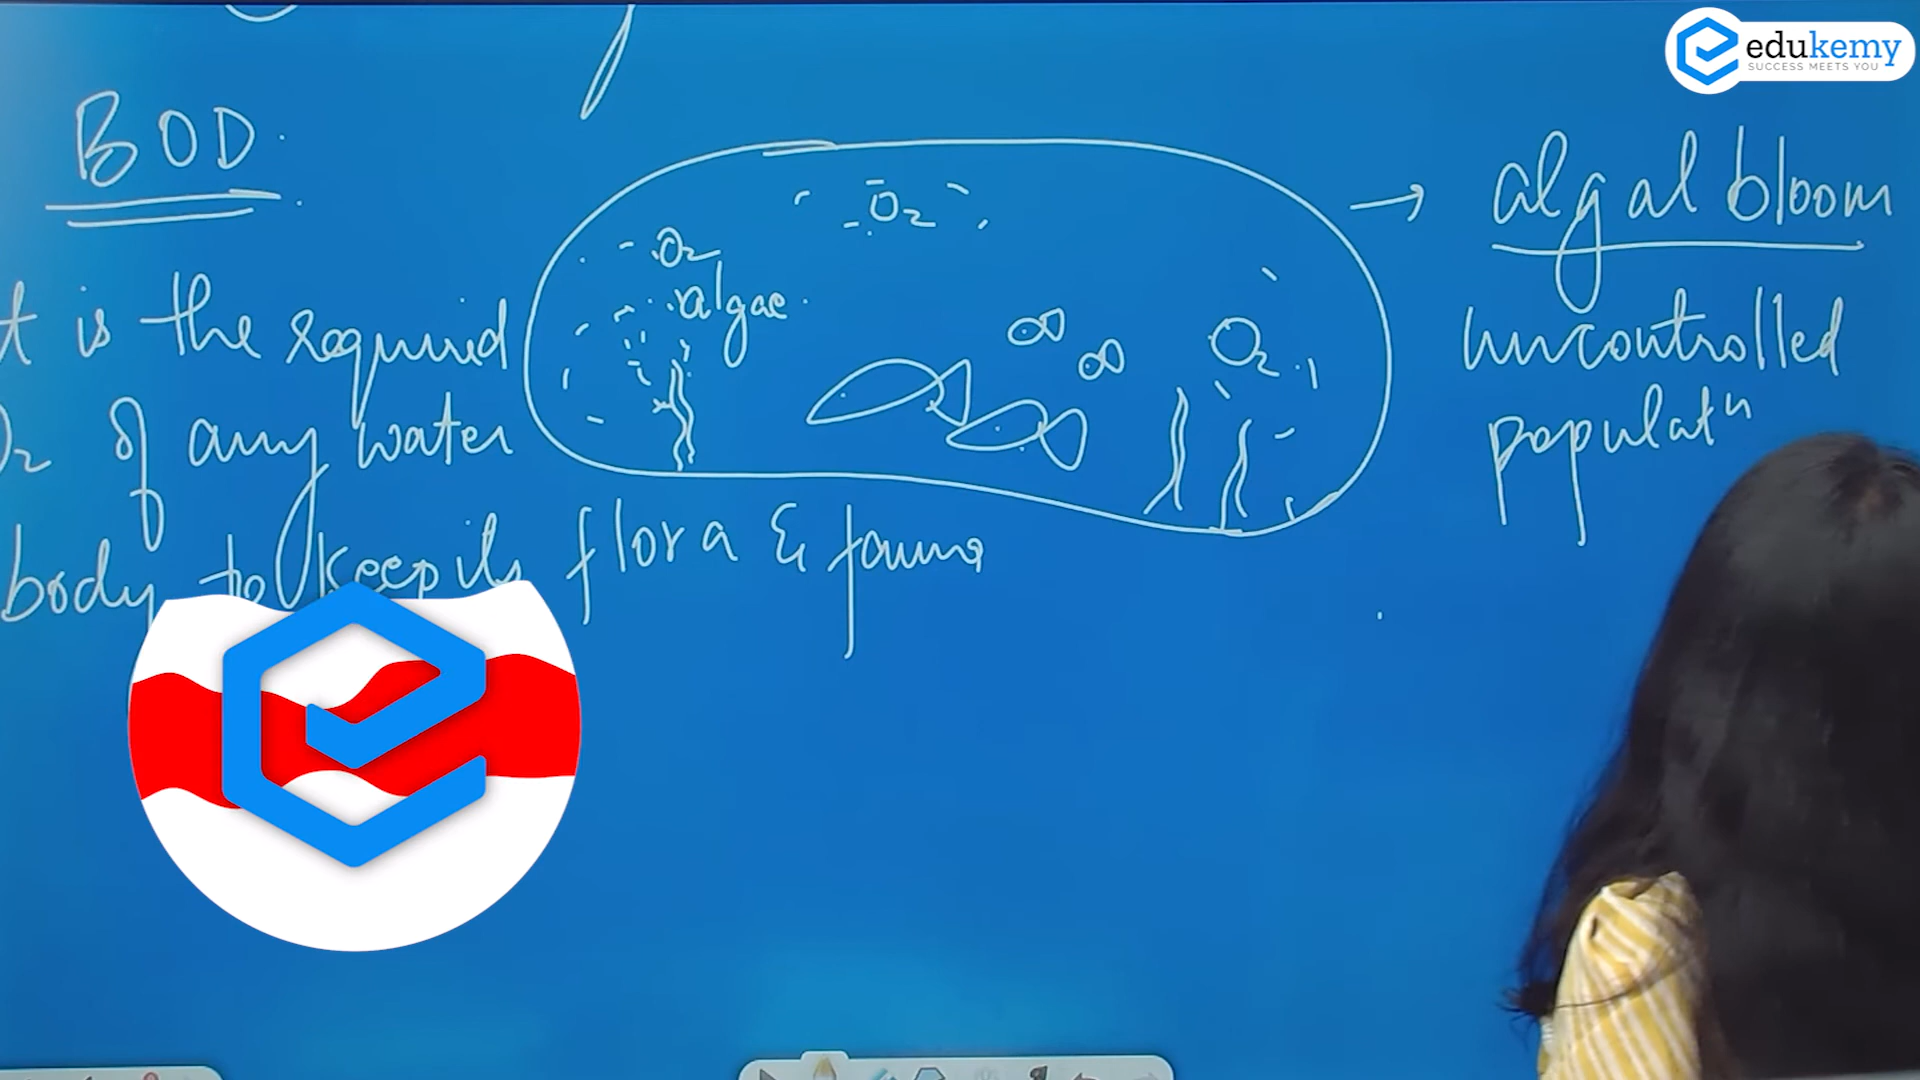 edukemy
SUCCESS MEETS YOU
BOD.
algal bloom
O2
O2
algae.
t is the required
O2
uncontrolled
populatn
O2 of any water
body to keep its flora & fauna